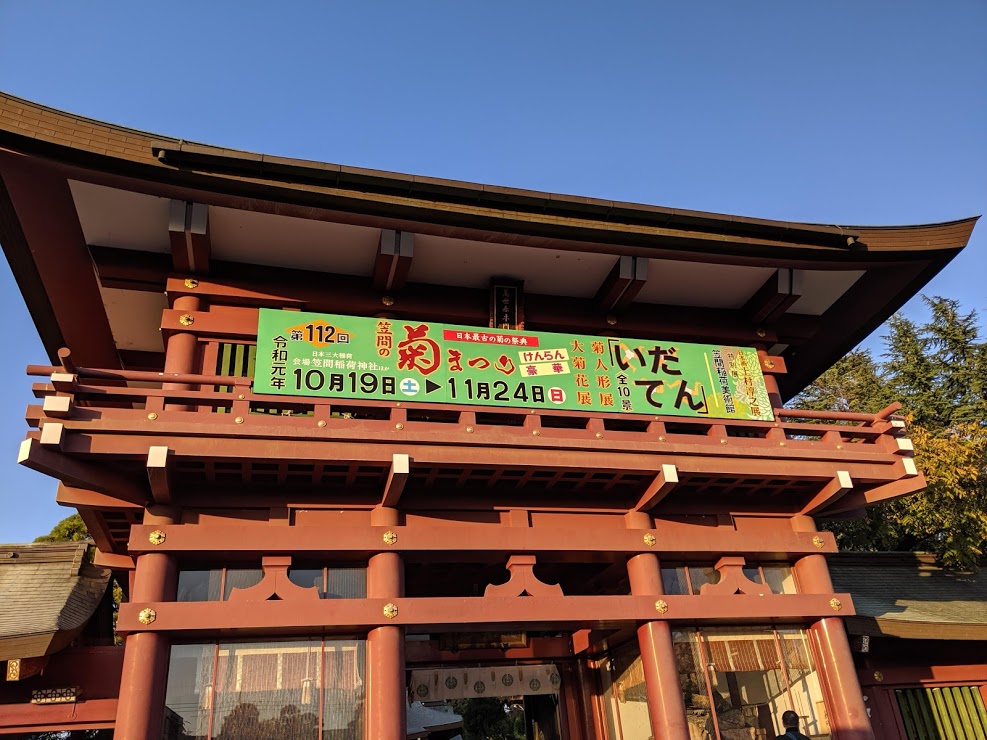 第112回
令和元年
日本三大稲荷
会場 笠間稲荷神社ほか
10月19日土▶11月24日日
笠間の
菊まつり
日本最古の菊の祭典
けんらん
豪華
菊人形展
大菊花展
「いだてん」
全10景
笠間稲荷美術館